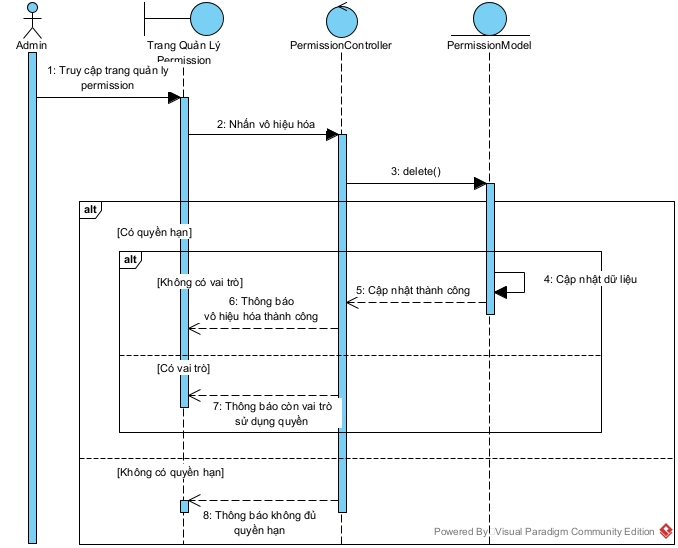 Admin
Trang Quản Lý
Permission
PermissionController
PermissionModel
1: Truy cập trang quản lý
permission
2: Nhấn vô hiệu hóa
3: delete()
alt
[Có quyền hạn]
alt
[Không có vai trò]
4: Cập nhật dữ liệu
5: Cập nhật thành công
6: Thông báo
vô hiệu hóa thành công
[Có vai trò]
7: Thông báo còn vai trò
sử dụng quyền
[Không có quyền hạn]
8: Thông báo không đủ
quyền hạn
Powered By: Visual Paradigm Community Edition